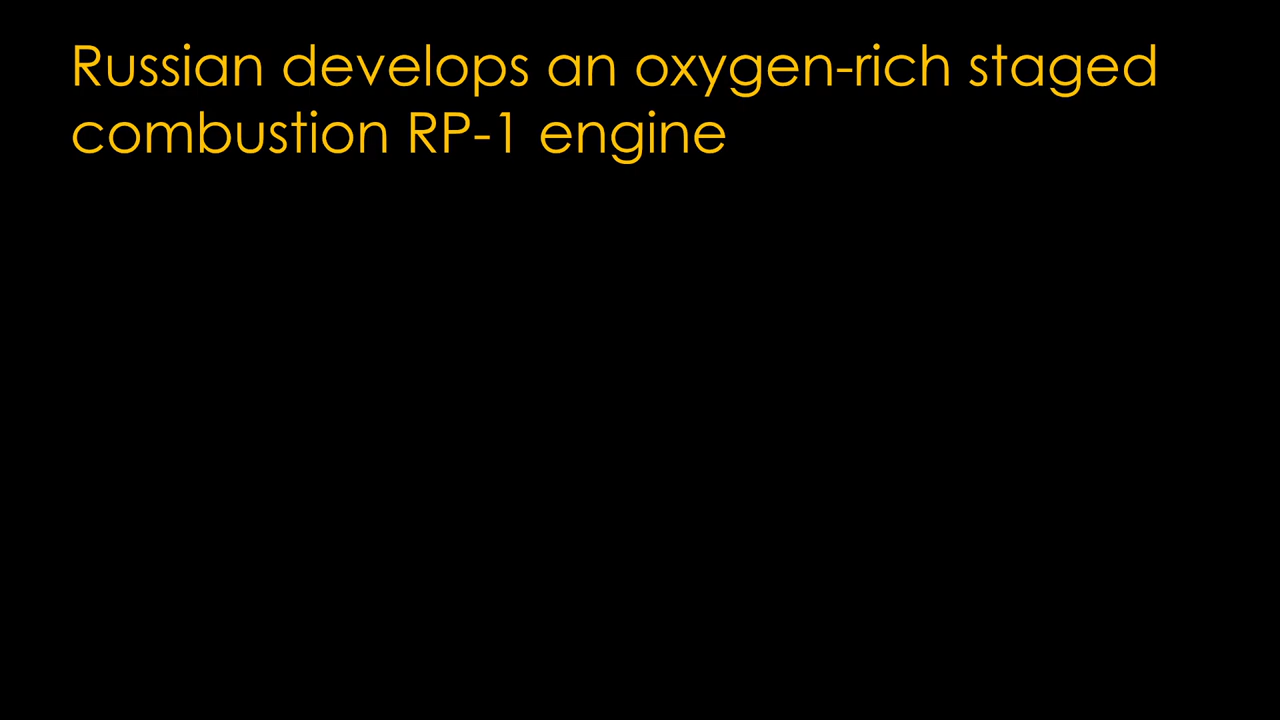 Russian develops an oxygen-rich staged
combustion RP-1 engine